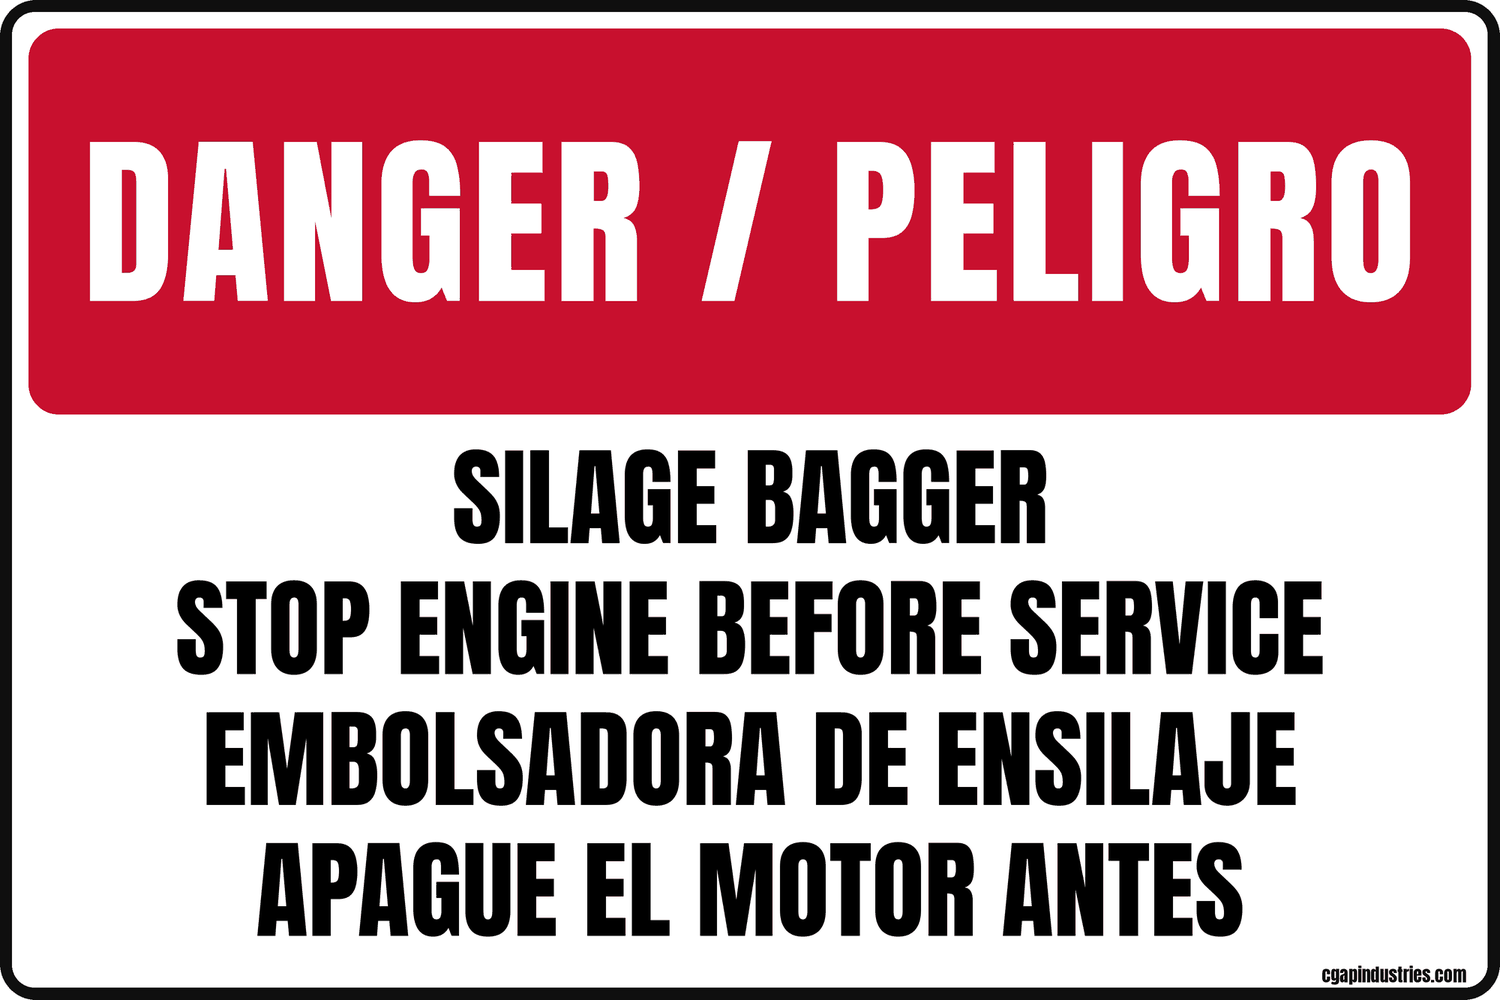 DANGER / PELIGRO
SILAGE BAGGER
STOP ENGINE BEFORE SERVICE
EMBOLSADORA DE ENSILAJE
APAGUE EL MOTOR ANTES
cgapindustries.com